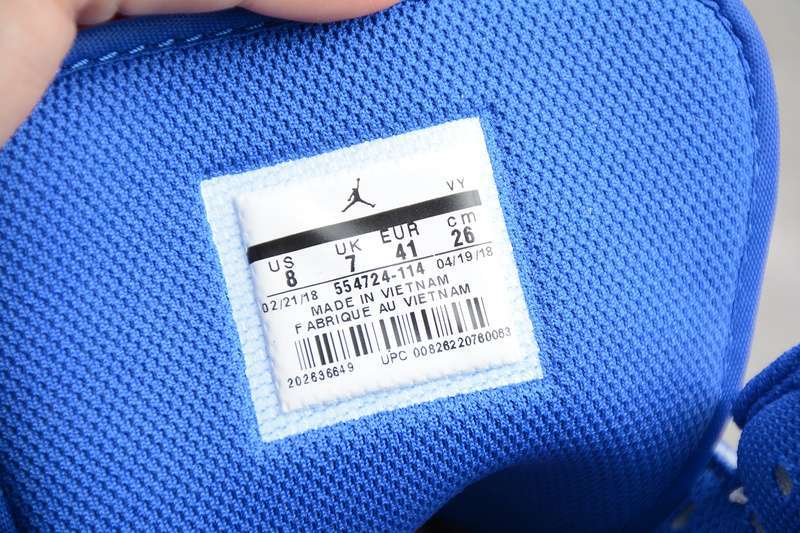 VY
US UK EUR cm
8 7 41 26
02/21/18 554724-114 04/19/18
MADE IN VIETNAM
FABRIQUE AU VIETNAM
202636649 UPC 00826220760063